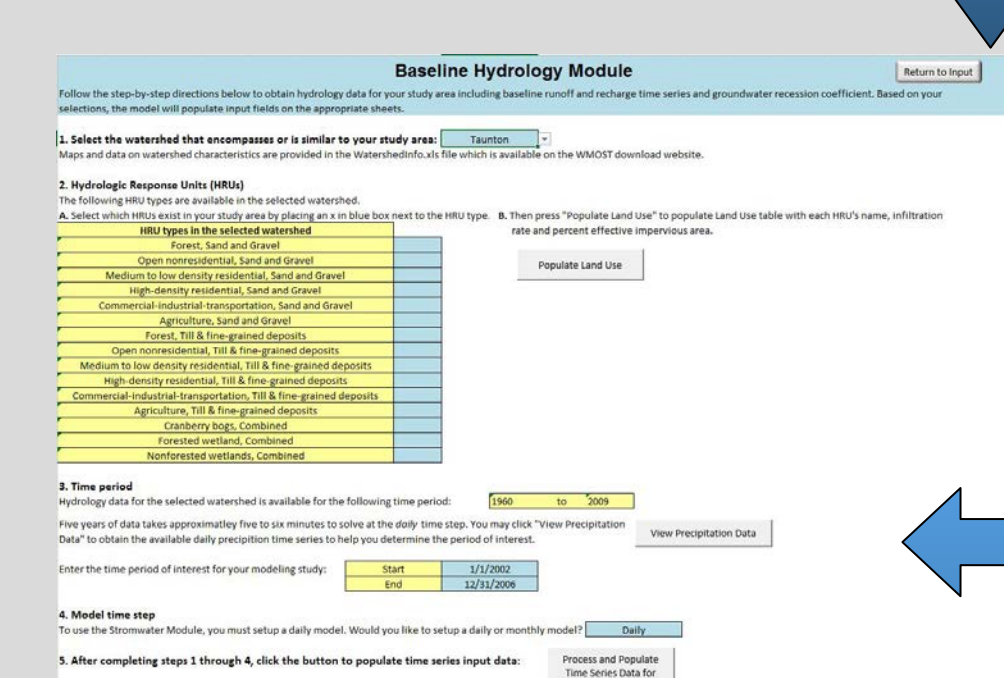 Baseline Hydrology Module
Return to Input
Follow the step-by-step directions below to obtain hydrology data for your study area including baseline runoff and recharge time series and groundwater recession coefficient. Based on your
selections, the model will populate input fields on the appropriate sheets.
1. Select the watershed that encompasses or is similar to your study area: Taunton
Maps and data on watershed characteristics are provided in the WatershedInfo.xls file which is available on the WMOST download website.
2. Hydrologic Response Units (HRUs)
The following HRU types are available in the selected watershed.
A. Select which HRUs exist in your study area by placing an x in blue box next to the HRU type. B. Then press "Populate Land Use" to populate Land Use table with each HRU's name, infiltration
rate and percent effective impervious area.
HRU types in the selected watershed
Forest, Sand and Gravel
Open nonresidential, Sand and Gravel
Populate Land Use
Medium to low density residential, Sand and Gravel
High-density residential, Sand and Gravel
Commercial-industrial-transportation, Sand and Gravel
Agriculture, Sand and Gravel
Forest, Till & fine-grained deposits
Open nonresidential, Till & fine-grained deposits
Medium to low density residential, Till & fine-grained deposits
High-density residential, Till & fine-grained deposits
Commercial-industrial-transportation, Till & fine-grained deposits
Agriculture, Till & fine-grained deposits
Cranberry bogs, Combined
Forested wetland, Combined
Nonforested wetlands, Combined
3. Time period
Hydrology data for the selected watershed is available for the following time period: 1960 to 2009
Five years of data takes approximatley five to six minutes to solve at the daily time step. You may click "View Precipitation
Data" to obtain the available daily precipition time series to help you determine the period of interest.
View Precipitation Data
Enter the time period of interest for your modeling study: Start 1/1/2002
End 12/31/2006
4. Model time step
To use the Stromwater Module, you must setup a daily model. Would you like to setup a daily or monthly model? Daily
5. After completing steps 1 through 4, click the button to populate time series input data:
Process and Populate
Time Series Data for